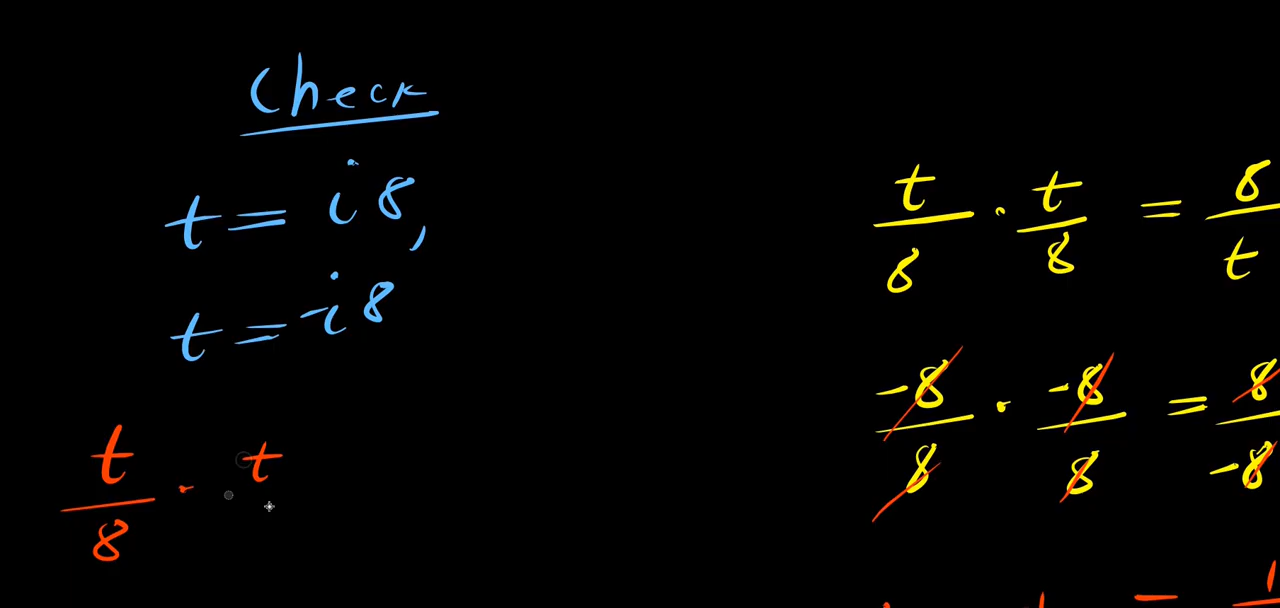 Check
t = i8,
t = -i8
t/8 · t
t/8 · t/8 = 8/t
-8/8 · -8/8 = 8/-8